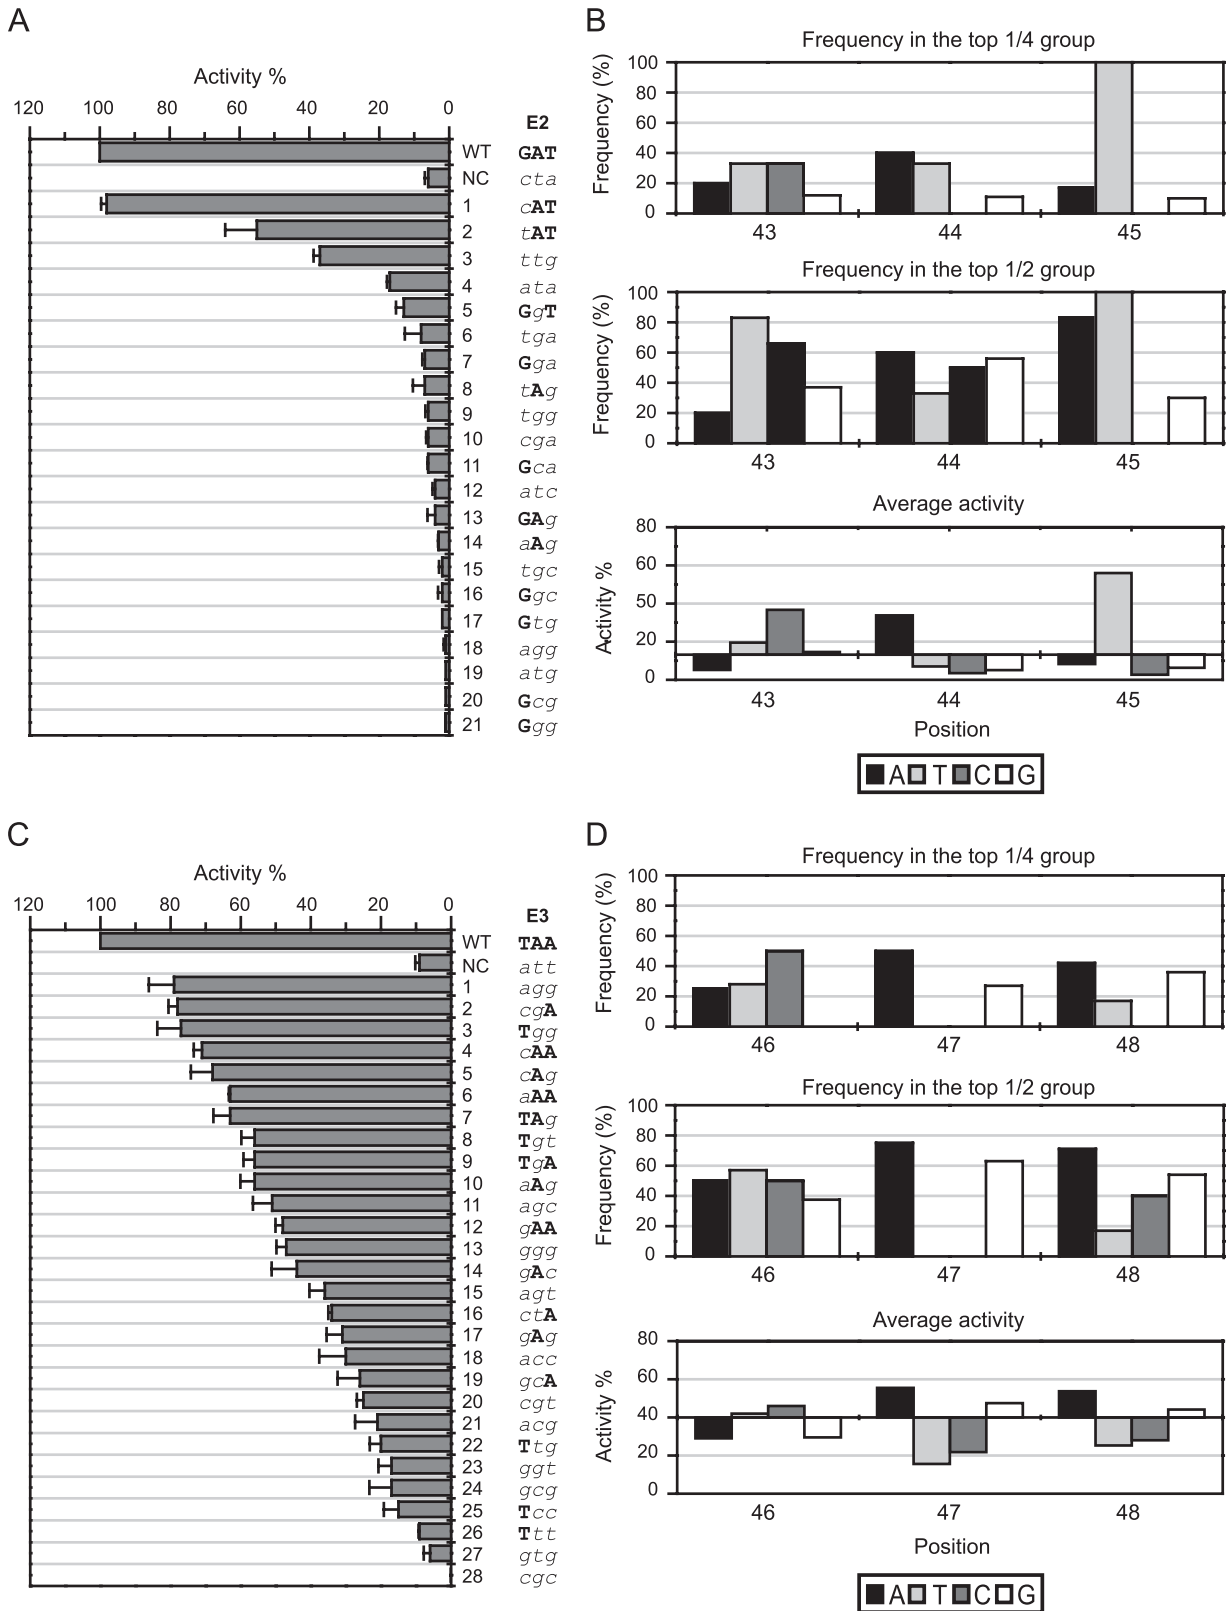 A
Activity %
120 100 80 60 40 20 0
E2
WT GAT
NC cta
1 cAT
2 tAT
3 ttg
4 ata
5 GgT
6 tga
7 Gga
8 tAg
9 tgg
10 cga
11 Gca
12 atc
13 GAg
14 aAg
15 tgc
16 Ggc
17 Gtg
18 agg
19 atg
20 Gcg
21 Ggg
B
Frequency in the top 1/4 group
Frequency (%)
100
80
60
40
20
0
43 44 45
Frequency in the top 1/2 group
Frequency (%)
100
80
60
40
20
0
43 44 45
Average activity
Activity %
80
60
50
20
0
43 44 45
Position
A T C G
C
Activity %
120 100 80 60 40 20 0
E3
WT TAA
NC att
1 agg
2 cgA
3 Tgg
4 cAA
5 cAg
6 aAA
7 TAg
8 Tgt
9 TgA
10 aAg
11 agc
12 gAA
13 ggg
14 gAc
15 agt
16 ctA
17 gAg
18 acc
19 gcA
20 cgt
21 acg
22 Ttg
23 ggt
24 gcg
25 Tcc
26 Ttt
27 gtg
28 cgc
D
Frequency in the top 1/4 group
Frequency (%)
100
80
60
40
20
0
46 47 48
Frequency in the top 1/2 group
Frequency (%)
100
80
60
40
20
0
46 47 48
Average activity
Activity %
80
60
40
20
0
46 47 48
Position
A T C G